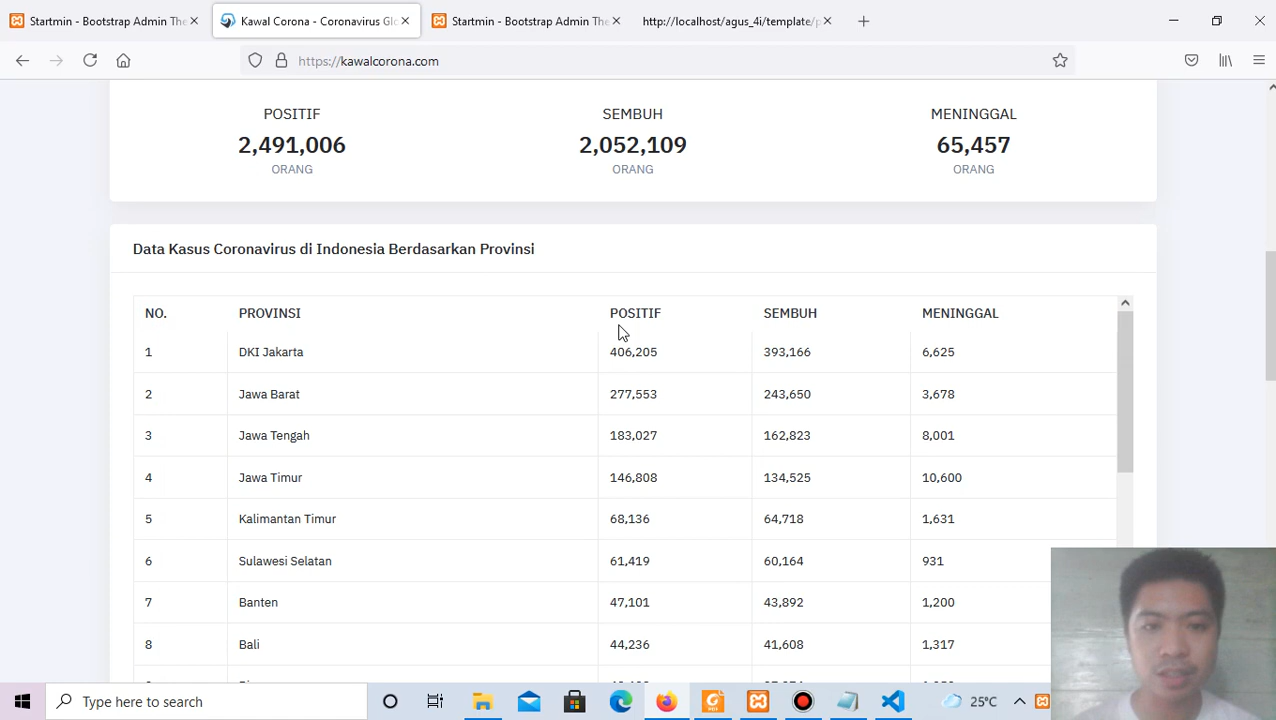 Startmin - Bootstrap Admin The
Kawal Corona - Coronavirus Glo
Startmin - Bootstrap Admin The
http://localhost/agus_4i/template/p
https://kawalcorona.com
POSITIF SEMBUH MENINGGAL
2,491,006 2,052,109 65,457
ORANG ORANG ORANG
Data Kasus Coronavirus di Indonesia Berdasarkan Provinsi
NO. PROVINSI POSITIF SEMBUH MENINGGAL
1 DKI Jakarta 406,205 393,166 6,625
2 Jawa Barat 277,553 243,650 3,678
3 Jawa Tengah 183,027 162,823 8,001
4 Jawa Timur 146,808 134,525 10,600
5 Kalimantan Timur 68,136 64,718 1,631
6 Sulawesi Selatan 61,419 60,164 931
7 Banten 47,101 43,892 1,200
8 Bali 44,236 41,608 1,317
Type here to search
25°C